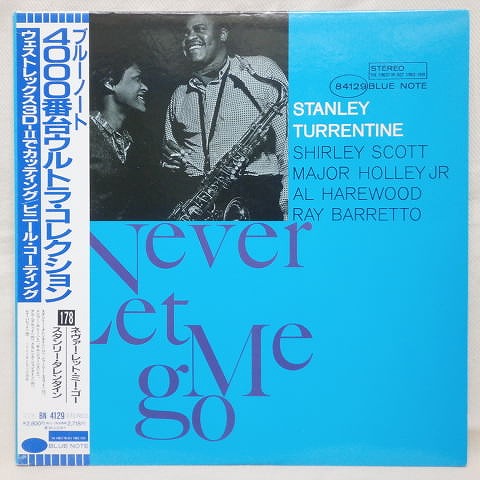 ブルーノート
4000番台ウルトラ・コレクション
ウェストレックス3D-IIでカッティング/ビニール・コーティング
178
ネヴァー・レット・ミー・ゴー
スタンリー・タレンタイン
BN 4129
BLUE NOTE
STEREO
84129 BLUE NOTE
STANLEY
TURRENTINE
SHIRLEY SCOTT
MAJOR HOLLEY JR
AL HAREWOOD
RAY BARRETTO
Never
Let Me
go